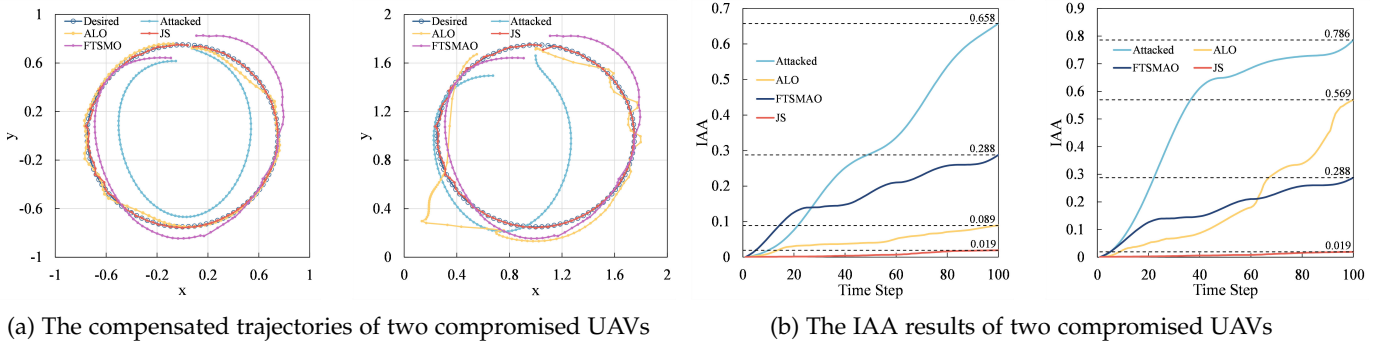 Desired
Attacked
ALO
JS
FTSMAO
1
0.6
0.2
-0.2
-0.6
-1
-1
-0.6
-0.2
0.2
0.6
1
x
y
Desired
Attacked
ALO
JS
FTSMAO
2
1.6
1.2
0.8
0.4
0
0
0.4
0.8
1.2
1.6
2
x
y
(a) The compensated trajectories of two compromised UAVs
0.7
0.6
0.5
0.4
0.3
0.2
0.1
0
0
20
40
60
80
100
Time Step
IAA
Attacked
ALO
FTSMAO
JS
0.658
0.288
0.089
0.019
0.9
0.8
0.7
0.6
0.5
0.4
0.3
0.2
0.1
0
0
20
40
60
80
100
Time Step
IAA
Attacked
ALO
FTSMAO
JS
0.786
0.569
0.288
0.019
(b) The IAA results of two compromised UAVs